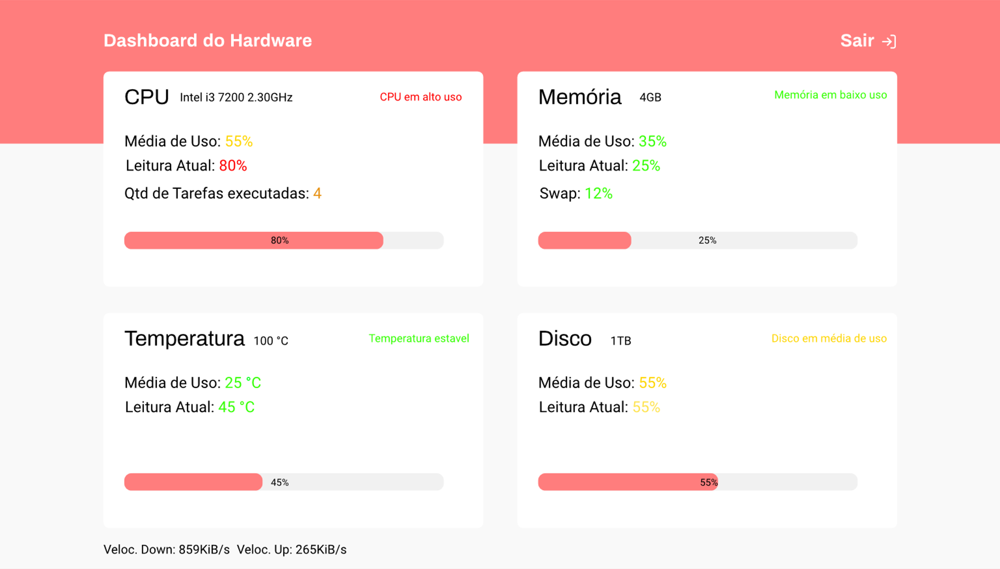 Dashboard do Hardware
Sair
CPU Intel i3 7200 2.30GHz CPU em alto uso
Média de Uso: 55%
Leitura Atual: 80%
Qtd de Tarefas executadas: 4
80%
Memória 4GB Memória em baixo uso
Média de Uso: 35%
Leitura Atual: 25%
Swap: 12%
25%
Temperatura 100 °C Temperatura estavel
Média de Uso: 25 °C
Leitura Atual: 45 °C
45%
Disco 1TB Disco em média de uso
Média de Uso: 55%
Leitura Atual: 55%
55%
Veloc. Down: 859KiB/s Veloc. Up: 265KiB/s